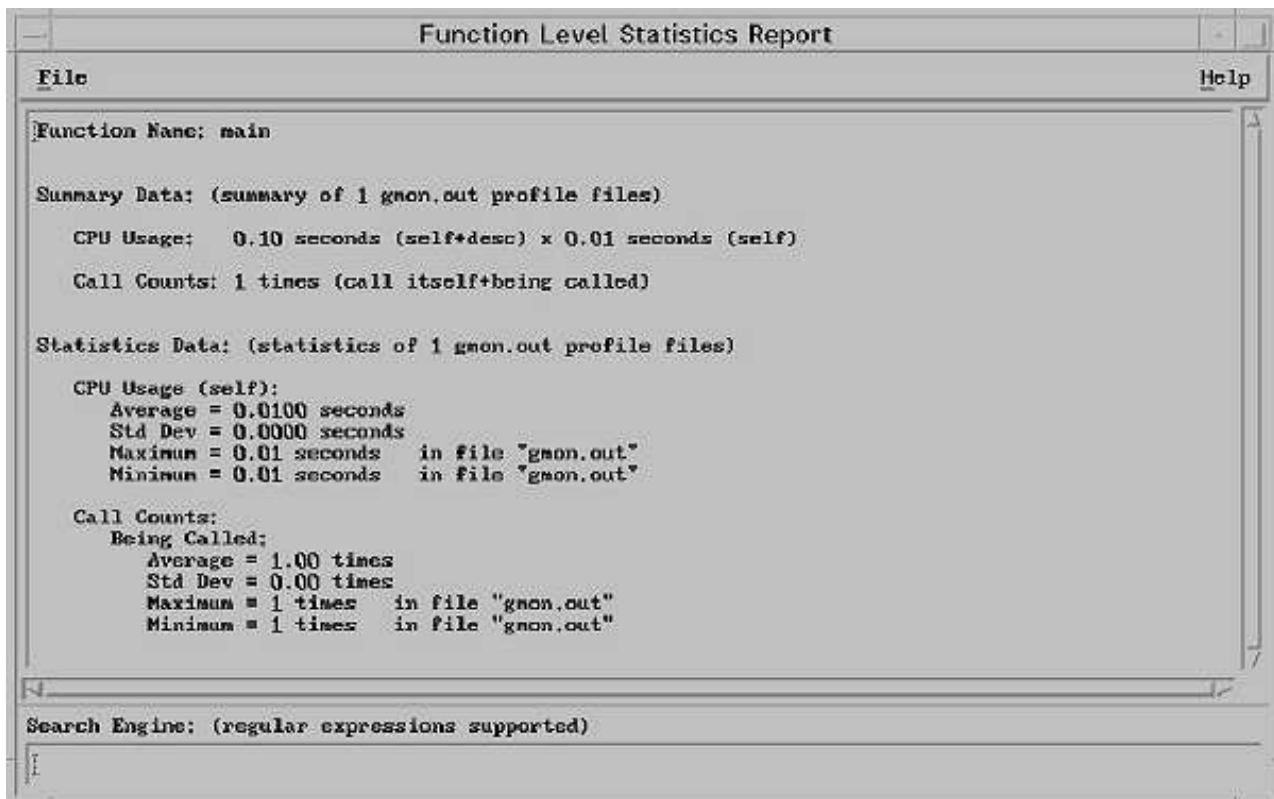 Function Level Statistics Report
File Help
Function Name: main
Summary Data: (summary of 1 gmon.out profile files)
CPU Usage: 0.10 seconds (self+desc) x 0.01 seconds (self)
Call Counts: 1 times (call itself+being called)
Statistics Data: (statistics of 1 gmon.out profile files)
CPU Usage (self):
Average = 0.0100 seconds
Std Dev = 0.0000 seconds
Maximum = 0.01 seconds in file "gmon.out"
Minimum = 0.01 seconds in file "gmon.out"
Call Counts:
Being Called:
Average = 1.00 times
Std Dev = 0.00 times
Maximum = 1 times in file "gmon.out"
Minimum = 1 times in file "gmon.out"
Search Engine: (regular expressions supported)